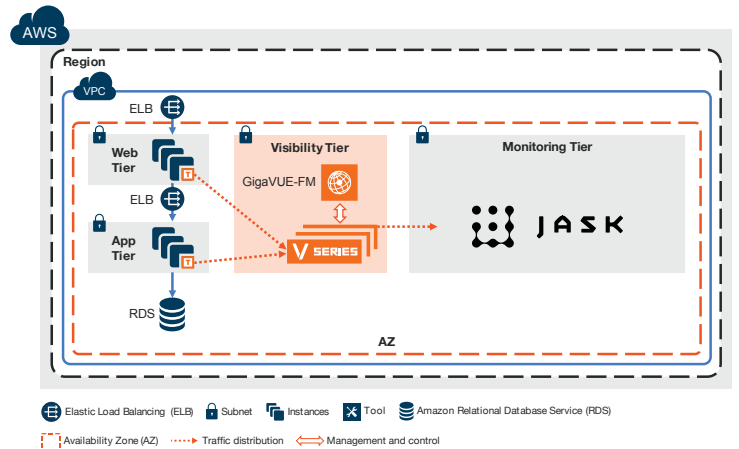 AWS
Region
VPC
ELB
Web
Tier
T
ELB
App
Tier
T
RDS
Visibility Tier
GigaVUE-FM
V SERIES
Monitoring Tier
JASK
AZ
Elastic Load Balancing (ELB)
Subnet
Instances
Tool
Amazon Relational Database Service (RDS)
Availability Zone (AZ)
Traffic distribution
Management and control